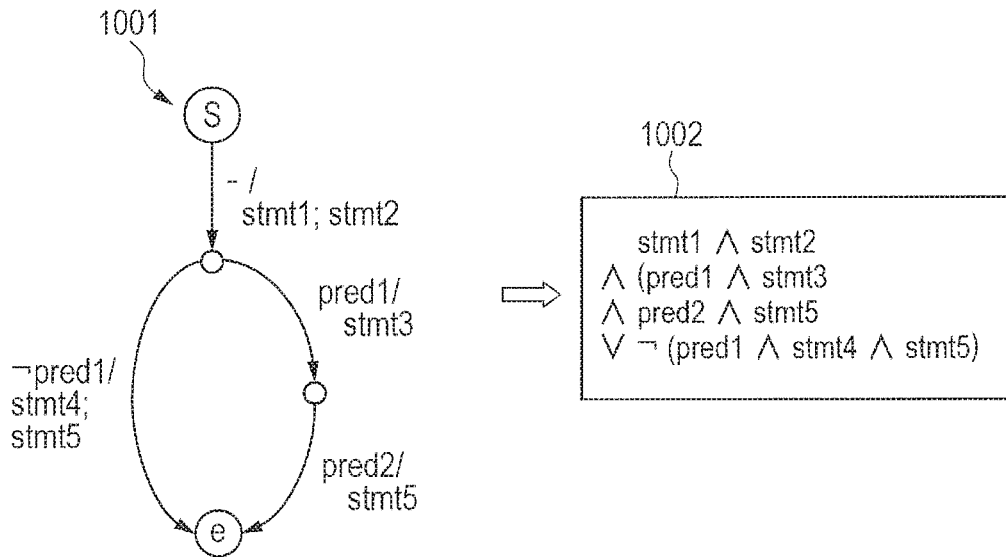 1001
S
- /
stmt1; stmt2
pred1/
stmt3
¬pred1/
stmt4;
stmt5
pred2/
stmt5
e
1002
stmt1 ∧ stmt2
∧ (pred1 ∧ stmt3
∧ pred2 ∧ stmt5
∨ ¬ (pred1 ∧ stmt4 ∧ stmt5)